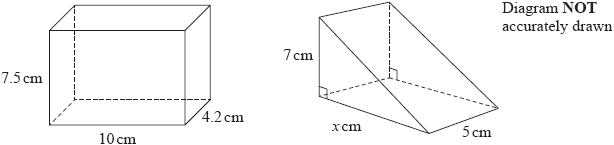 Diagram NOT
accurately drawn
7.5 cm
4.2 cm
10 cm
7 cm
x cm
5 cm